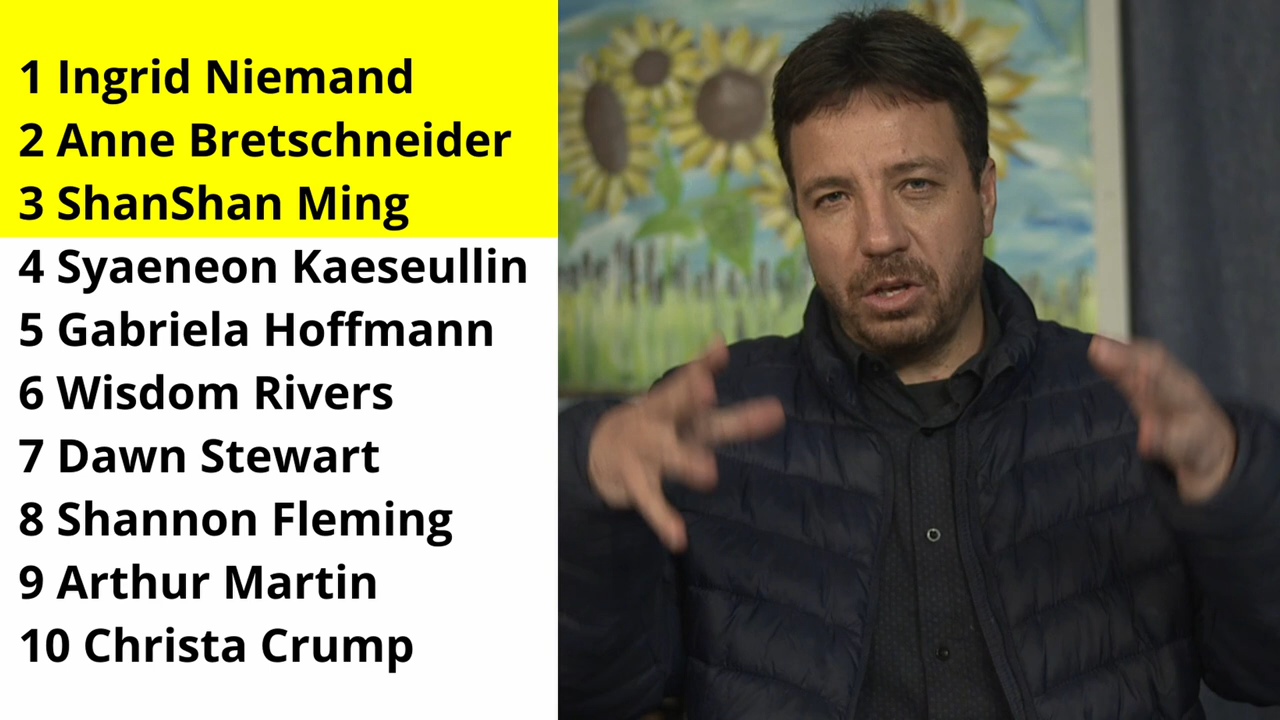 1 Ingrid Niemand
2 Anne Bretschneider
3 ShanShan Ming
4 Syaeneon Kaeseullin
5 Gabriela Hoffmann
6 Wisdom Rivers
7 Dawn Stewart
8 Shannon Fleming
9 Arthur Martin
10 Christa Crump